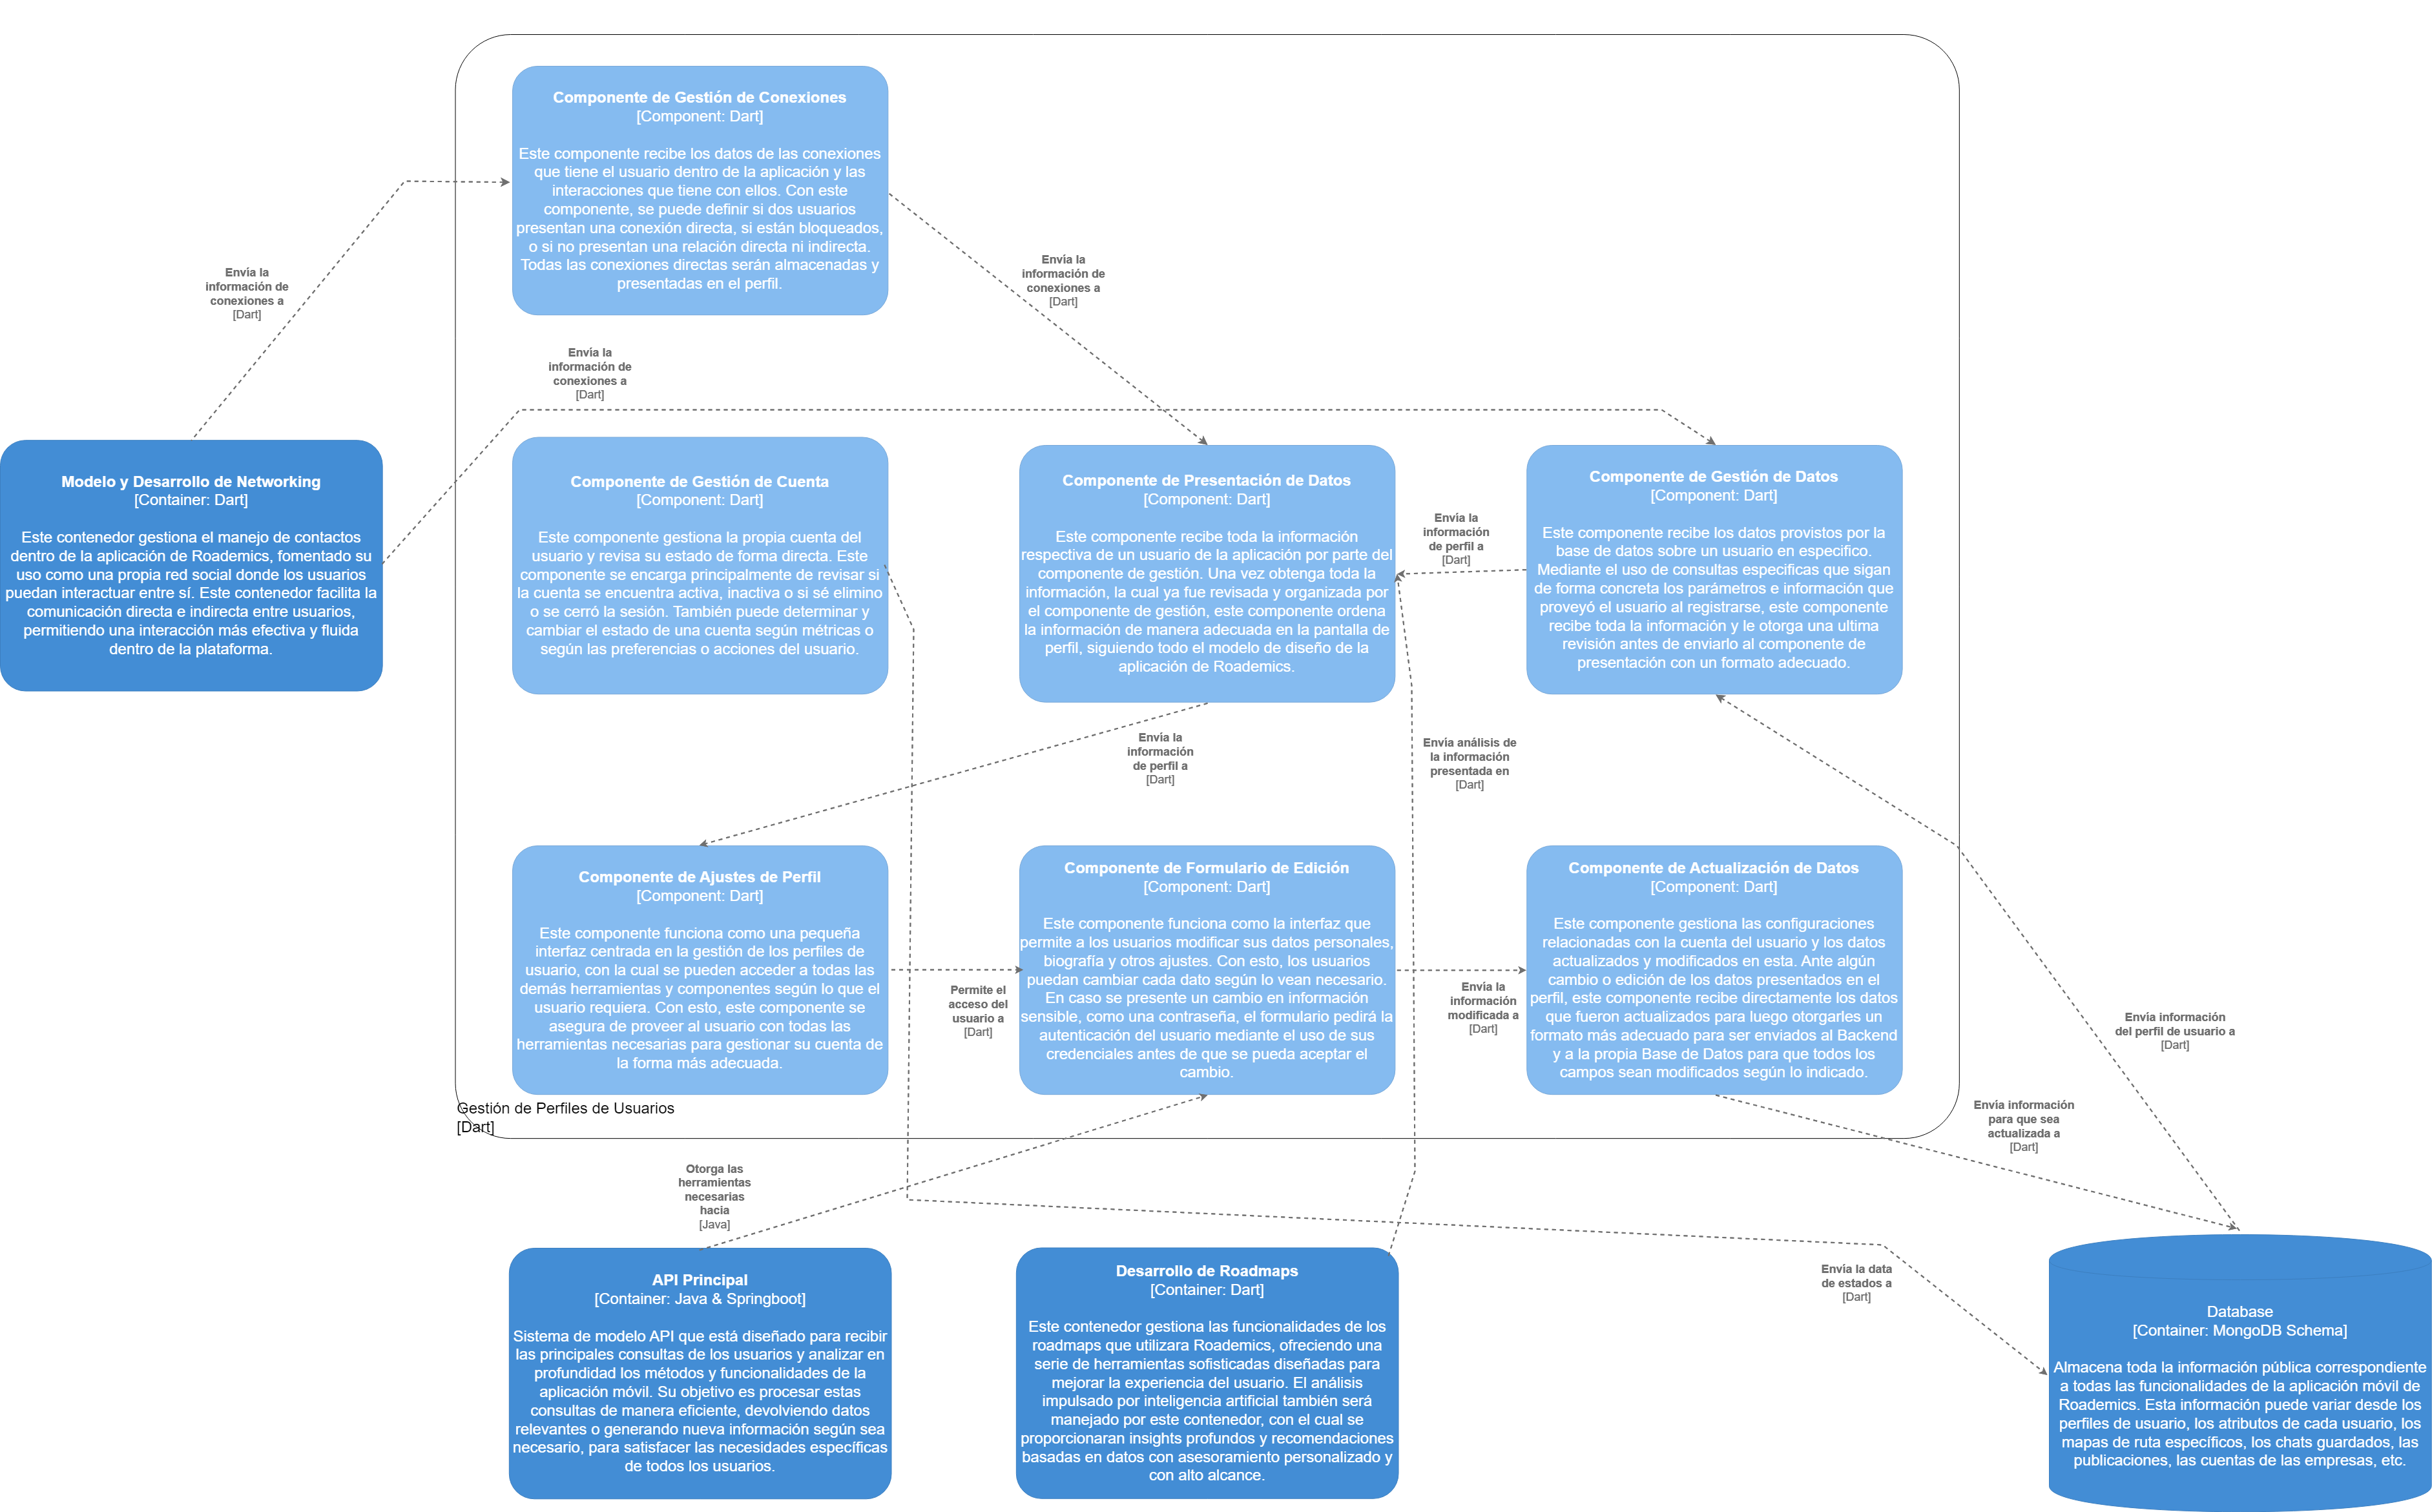 Componente de Gestión de Conexiones
[Component: Dart]
Este componente recibe los datos de las conexiones
que tiene el usuario dentro de la aplicación y las
interacciones que tiene con ellos. Con este
componente, se puede definir si dos usuarios
presentan una conexión directa, si están bloqueados,
o si no presentan una relación directa ni indirecta.
Todas las conexiones directas serán almacenadas y
presentadas en el perfil.
Envía la
información de
conexiones a
[Dart]
Envía la
información de
conexiones a
[Dart]
Envía la
información de
conexiones a
[Dart]
Modelo y Desarrollo de Networking
[Container: Dart]
Este contenedor gestiona el manejo de contactos
dentro de la aplicación de Roademics, fomentado su
uso como una propia red social donde los usuarios
puedan interactuar entre sí. Este contenedor facilita la
comunicación directa e indirecta entre usuarios,
permitiendo una interacción más efectiva y fluida
dentro de la plataforma.
Componente de Gestión de Cuenta
[Component: Dart]
Este componente gestiona la propia cuenta del
usuario y revisa su estado de forma directa. Este
componente se encarga principalmente de revisar si
la cuenta se encuentra activa, inactiva o si sé elimino
o se cerró la sesión. También puede determinar y
cambiar el estado de una cuenta según métricas o
según las preferencias o acciones del usuario.
Componente de Presentación de Datos
[Component: Dart]
Este componente recibe toda la información
respectiva de un usuario de la aplicación por parte del
componente de gestión. Una vez obtenga toda la
información, la cual ya fue revisada y organizada por
el componente de gestión, este componente ordena
la información de manera adecuada en la pantalla de
perfil, siguiendo todo el modelo de diseño de la
aplicación de Roademics.
Envía la
información
de perfil a
[Dart]
Componente de Gestión de Datos
[Component: Dart]
Este componente recibe los datos provistos por la
base de datos sobre un usuario en especifico.
Mediante el uso de consultas especificas que sigan
de forma concreta los parámetros e información que
proveyó el usuario al registrarse, este componente
recibe toda la información y le otorga una ultima
revisión antes de enviarlo al componente de
presentación con un formato adecuado.
Envía la
información
de perfil a
[Dart]
Envía análisis de
la información
presentada en
[Dart]
Componente de Ajustes de Perfil
[Component: Dart]
Este componente funciona como una pequeña
interfaz centrada en la gestión de los perfiles de
usuario, con la cual se pueden acceder a todas las
demás herramientas y componentes según lo que el
usuario requiera. Con esto, este componente se
asegura de proveer al usuario con todas las
herramientas necesarias para gestionar su cuenta de
la forma más adecuada.
Permite el
acceso del
usuario a
[Dart]
Componente de Formulario de Edición
[Component: Dart]
Este componente funciona como la interfaz que
permite a los usuarios modificar sus datos personales,
biografía y otros ajustes. Con esto, los usuarios
puedan cambiar cada dato según lo vean necesario.
En caso se presente un cambio en información
sensible, como una contraseña, el formulario pedirá la
autenticación del usuario mediante el uso de sus
credenciales antes de que se pueda aceptar el
cambio.
Envía la
información
modificada a
[Dart]
Componente de Actualización de Datos
[Component: Dart]
Este componente gestiona las configuraciones
relacionadas con la cuenta del usuario y los datos
actualizados y modificados en esta. Ante algún
cambio o edición de los datos presentados en el
perfil, este componente recibe directamente los datos
que fueron actualizados para luego otorgarles un
formato más adecuado para ser enviados al Backend
y a la propia Base de Datos para que todos los
campos sean modificados según lo indicado.
Envia información
del perfil de usuario a
[Dart]
Gestión de Perfiles de Usuarios
[Dart]
Envía información
para que sea
actualizada a
[Dart]
Otorga las
herramientas
necesarias
hacia
[Java]
Envía la data
de estados a
[Dart]
API Principal
[Container: Java & Springboot]
Sistema de modelo API que está diseñado para recibir
las principales consultas de los usuarios y analizar en
profundidad los métodos y funcionalidades de la
aplicación móvil. Su objetivo es procesar estas
consultas de manera eficiente, devolviendo datos
relevantes o generando nueva información según sea
necesario, para satisfacer las necesidades específicas
de todos los usuarios.
Desarrollo de Roadmaps
[Container: Dart]
Este contenedor gestiona las funcionalidades de los
roadmaps que utilizara Roademics, ofreciendo una
serie de herramientas sofisticadas diseñadas para
mejorar la experiencia del usuario. El análisis
impulsado por inteligencia artificial también será
manejado por este contenedor, con el cual se
proporcionaran insights profundos y recomendaciones
basadas en datos con asesoramiento personalizado y
con alto alcance.
Database
[Container: MongoDB Schema]
Almacena toda la información pública correspondiente
a todas las funcionalidades de la aplicación móvil de
Roademics. Esta información puede variar desde los
perfiles de usuario, los atributos de cada usuario, los
mapas de ruta específicos, los chats guardados, las
publicaciones, las cuentas de las empresas, etc.